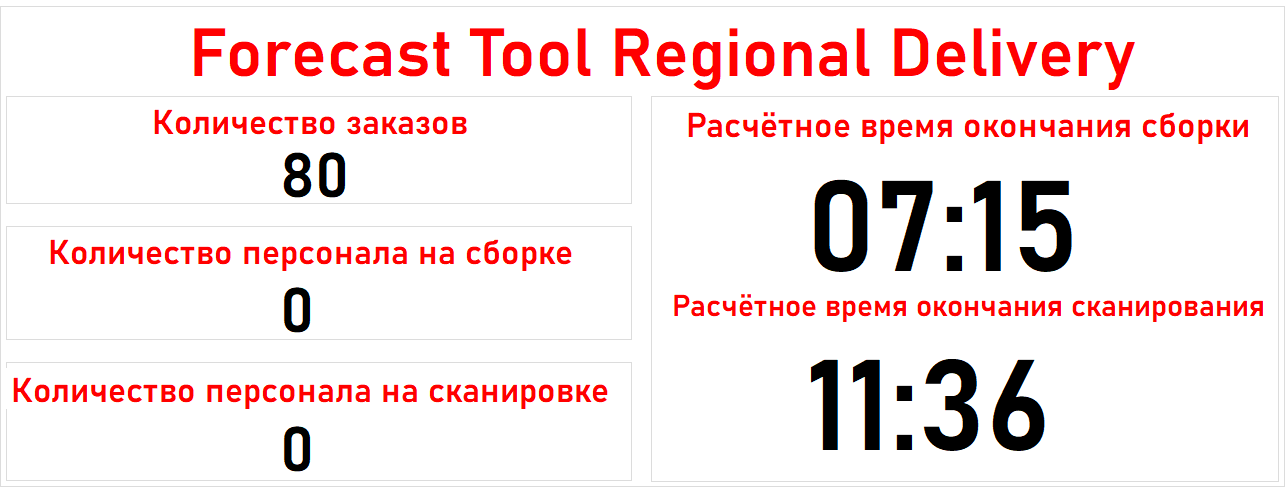 Forecast Tool Regional Delivery
Количество заказов
80
Количество персонала на сборке
0
Количество персонала на сканировке
0
Расчётное время окончания сборки
07:15
Расчётное время окончания сканирования
11:36